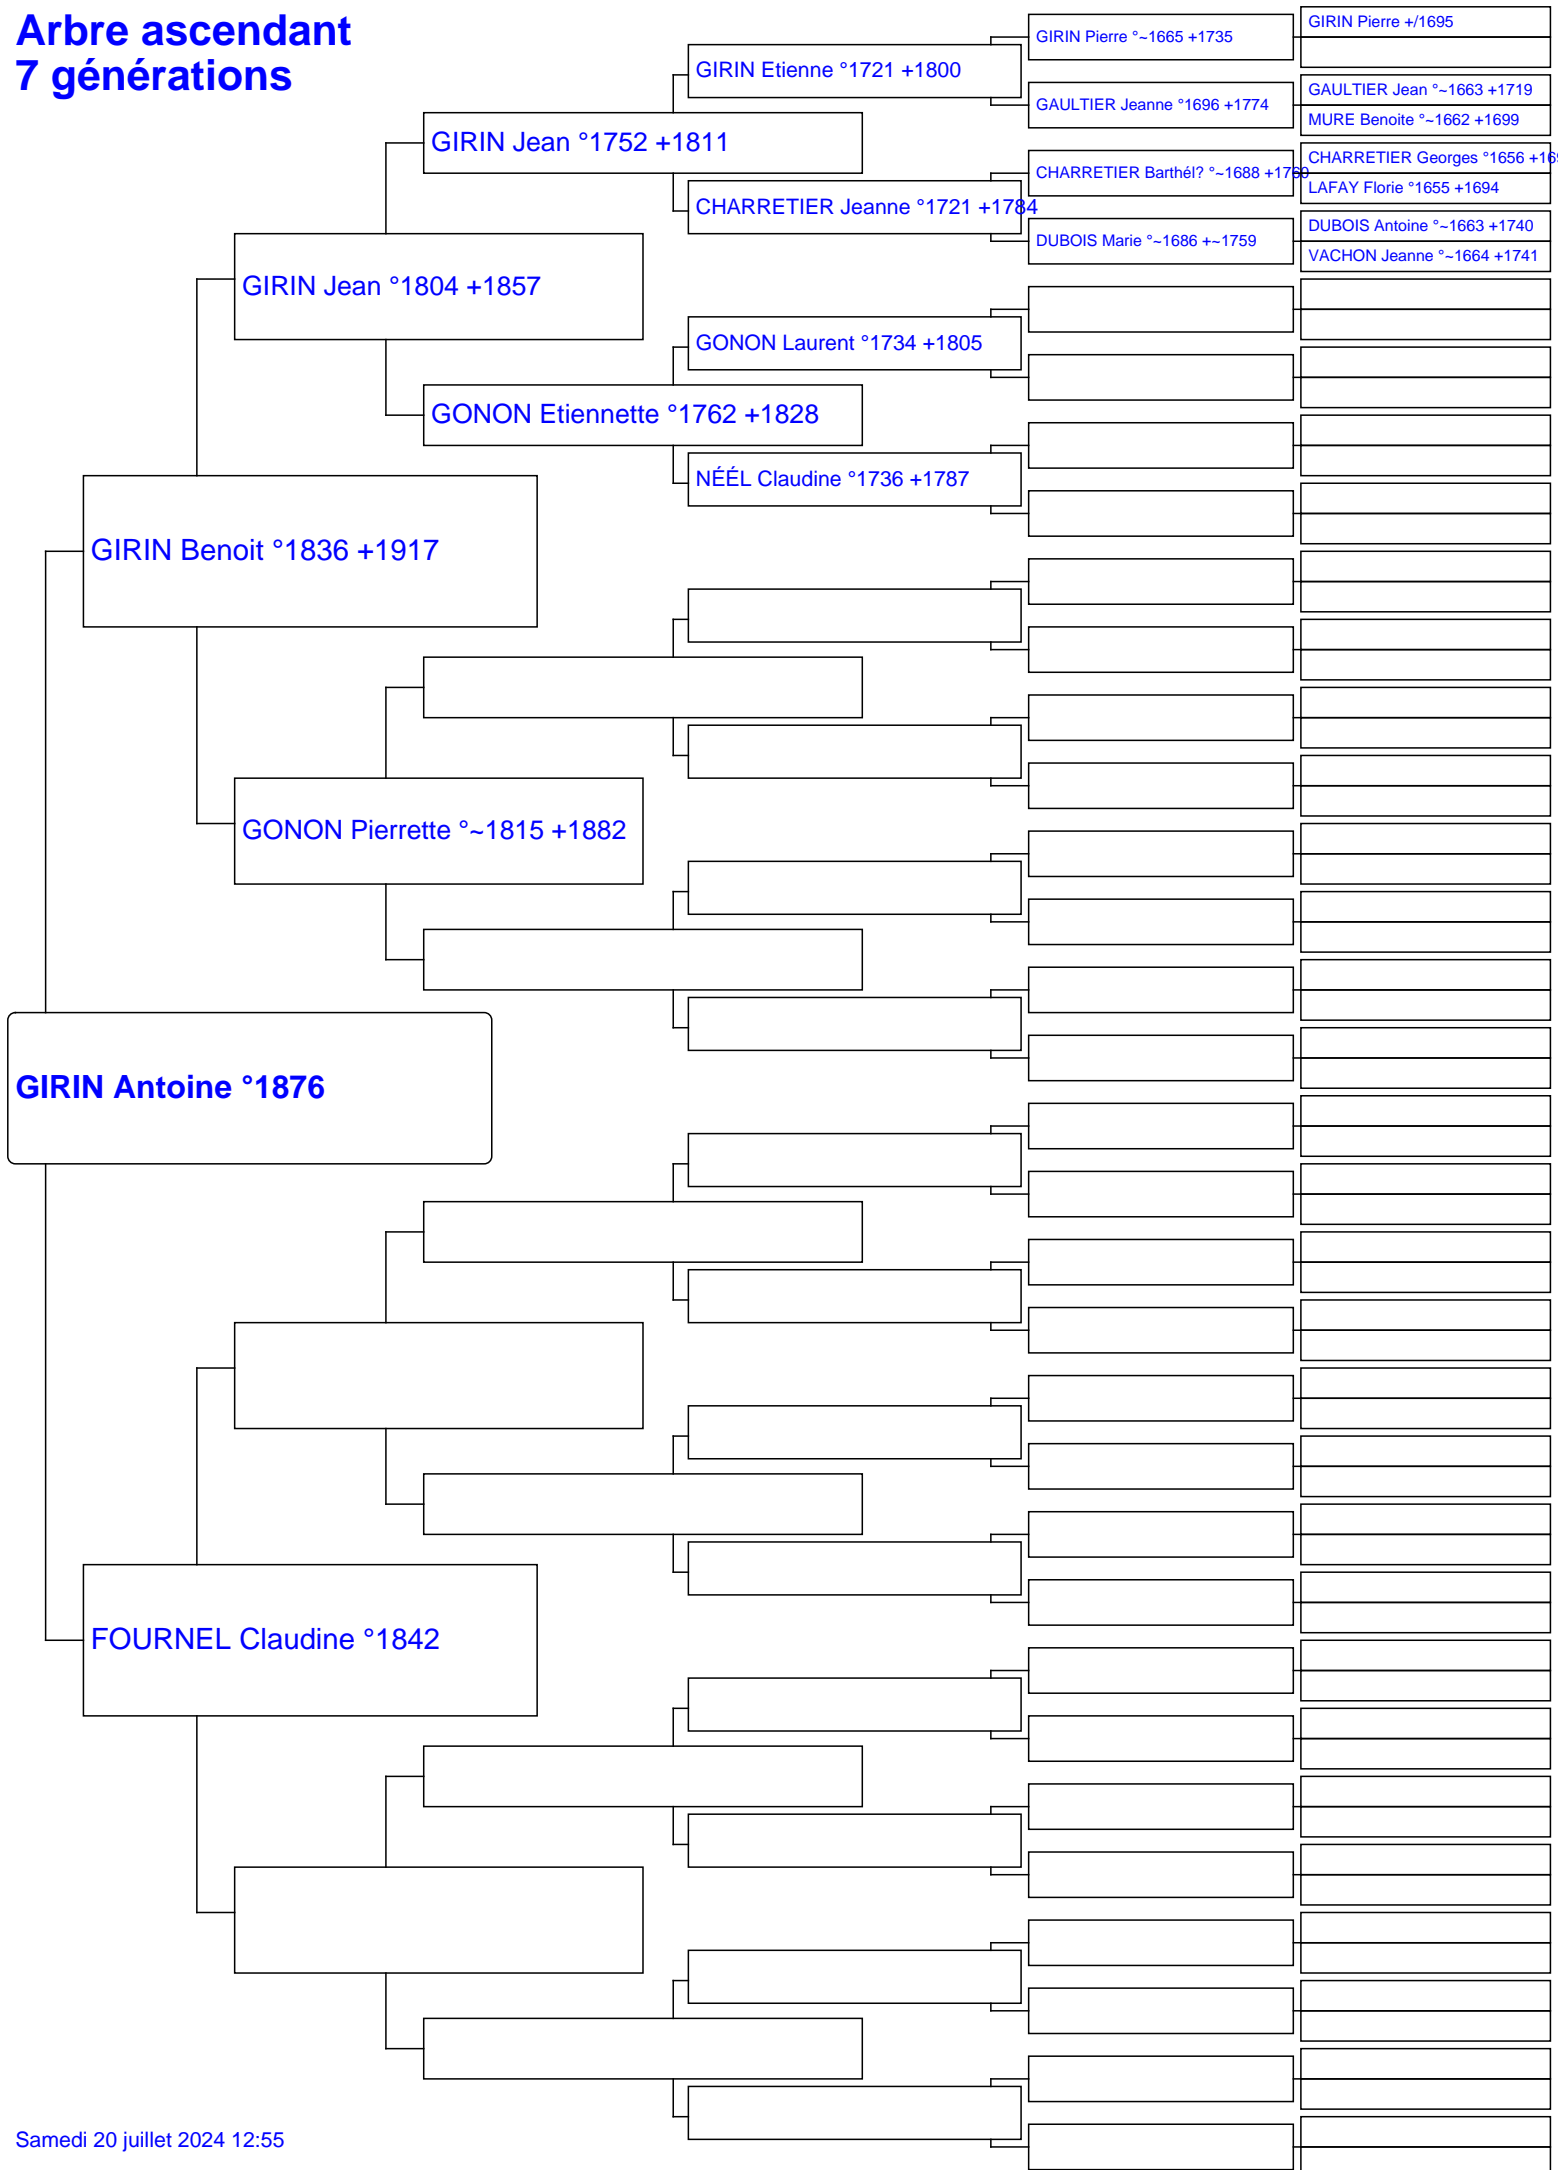 Arbre ascendant
7 générations
GIRIN Antoine °1876
GIRIN Benoit °1836 +1917
FOURNEL Claudine °1842
GIRIN Jean °1804 +1857
GONON Pierrette °~1815 +1882
GIRIN Jean °1752 +1811
GONON Etiennette °1762 +1828
GIRIN Etienne °1721 +1800
CHARRETIER Jeanne °1721 +1784
GONON Laurent °1734 +1805
NÉÉL Claudine °1736 +1787
GIRIN Pierre °~1665 +1735
GAULTIER Jeanne °1696 +1774
CHARRETIER Barthél? °~1688 +1760
DUBOIS Marie °~1686 +~1759
GIRIN Pierre +/1695
GAULTIER Jean °~1663 +1719
MURE Benoite °~1662 +1699
CHARRETIER Georges °1656
LAFAY Florie °1655 +1694
DUBOIS Antoine °~1663 +1740
VACHON Jeanne °~1664 +1741
Samedi 20 juillet 2024 12:55